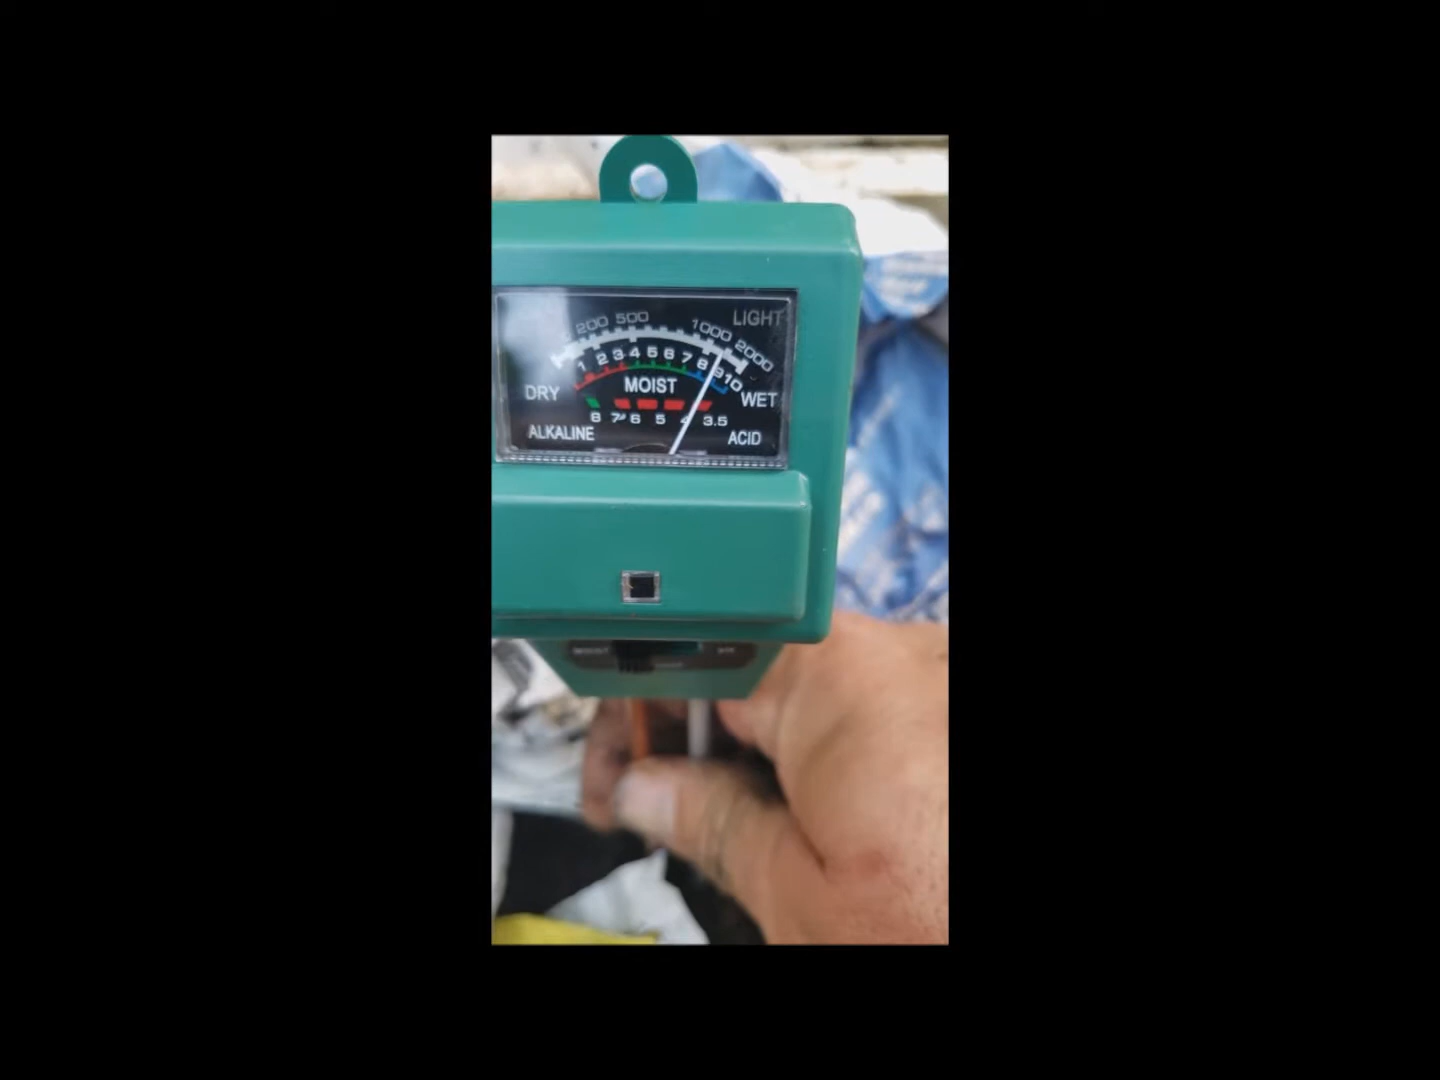 LIGHT
200 500 1000 2000
1 2 3 4 5 6 7 8 9 10
DRY MOIST WET
8 7 6 5 4 3.5
ALKALINE ACID
MOIST